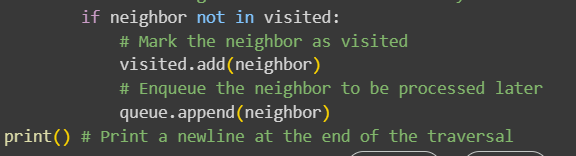 if neighbor not in visited:
# Mark the neighbor as visited
visited.add(neighbor)
# Enqueue the neighbor to be processed later
queue.append(neighbor)
print() # Print a newline at the end of the traversal